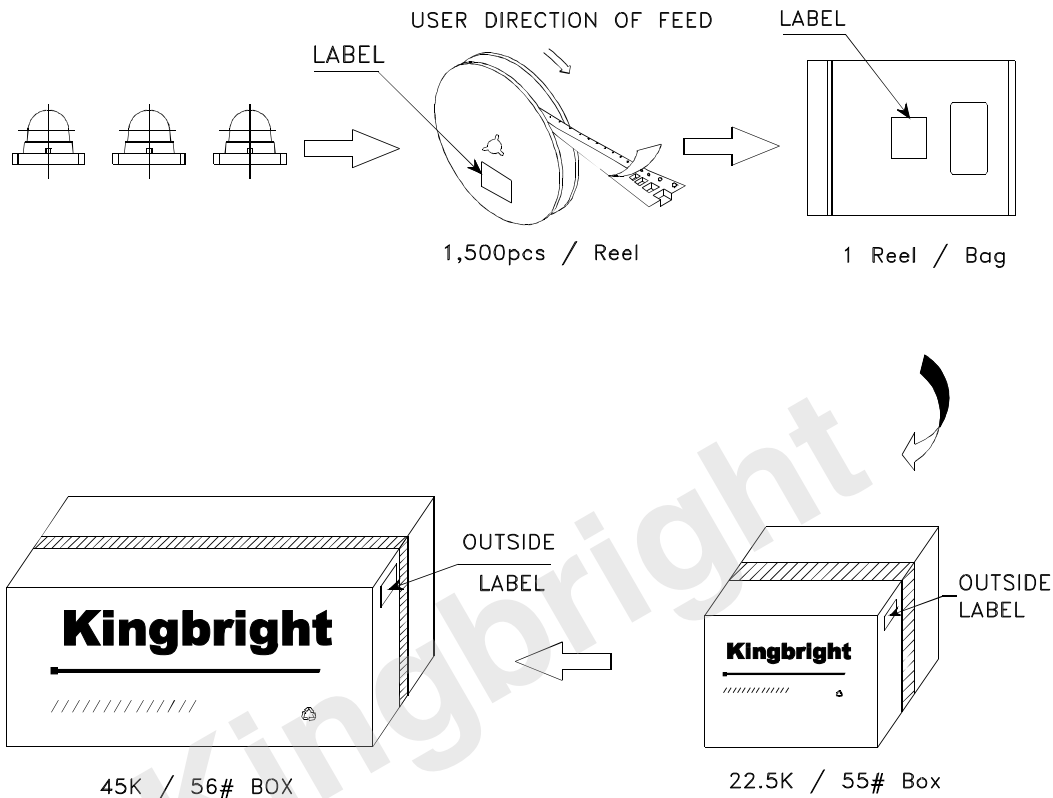 USER DIRECTION OF FEED
LABEL
LABEL
1,500pcs / Reel
1 Reel / Bag
OUTSIDE
LABEL
OUTSIDE
LABEL
Kingbright
Kingbright
45K / 56# BOX
22.5K / 55# Box
Kingbright